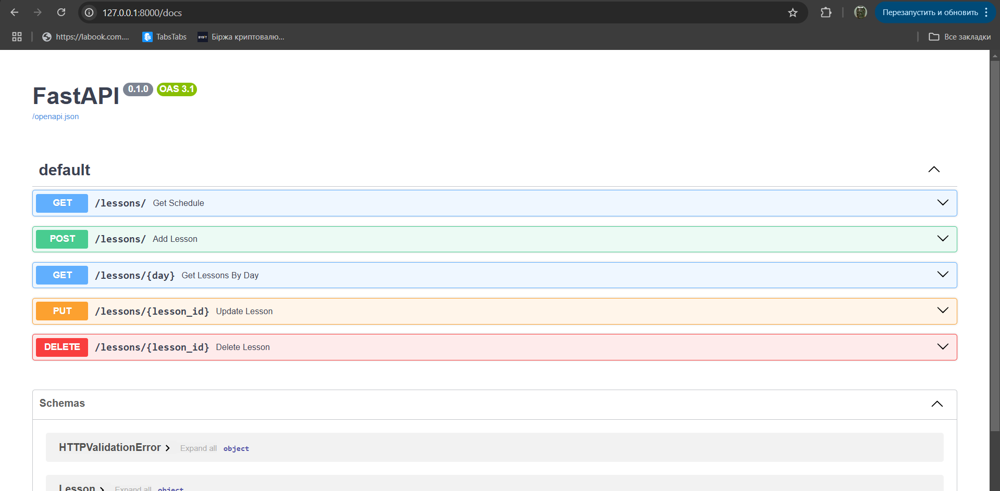 127.0.0.1:8000/docs
Перезапустить и обновить
https://labook.com....
TabsTabs
BYBIT
Біржа криптовалю...
Все закладки
FastAPI 0.1.0 OAS 3.1
/openapi.json
default
GET /lessons/ Get Schedule
POST /lessons/ Add Lesson
GET /lessons/{day} Get Lessons By Day
PUT /lessons/{lesson_id} Update Lesson
DELETE /lessons/{lesson_id} Delete Lesson
Schemas
HTTPValidationError Expand all object
Lesson Expand all object